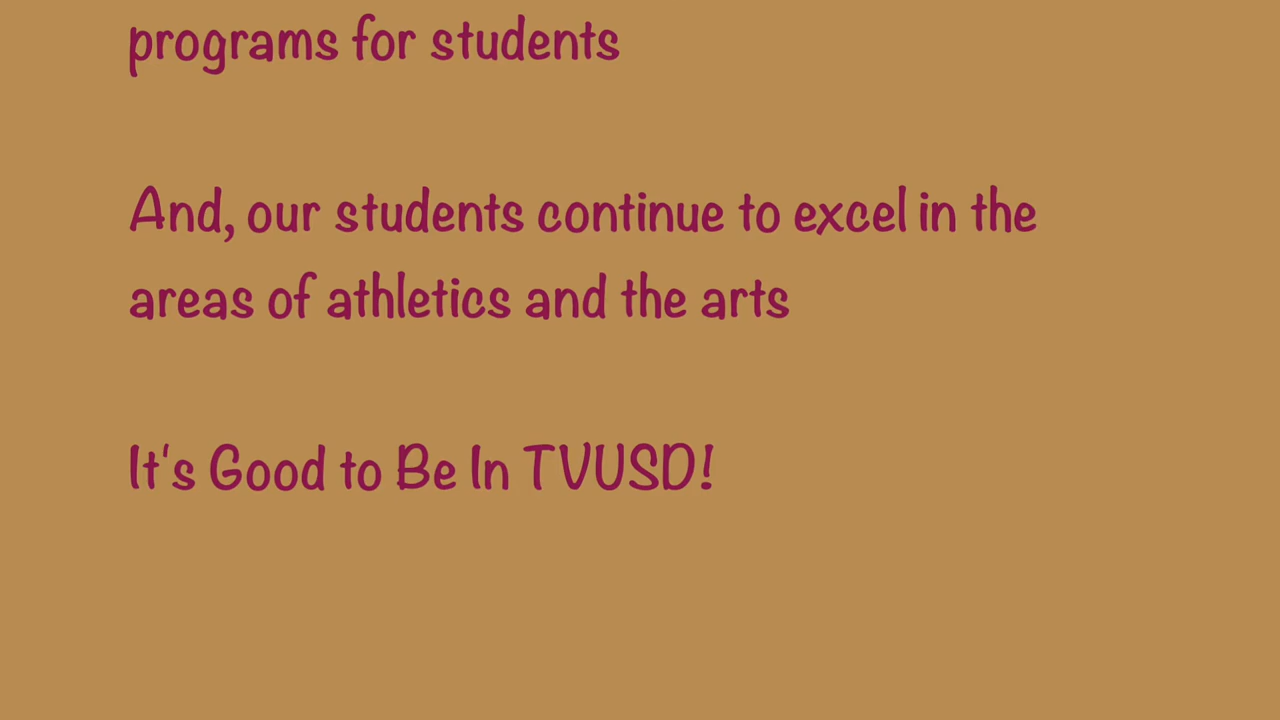 programs for students
And, our students continue to excel in the
areas of athletics and the arts
It's Good to Be In TVUSD!